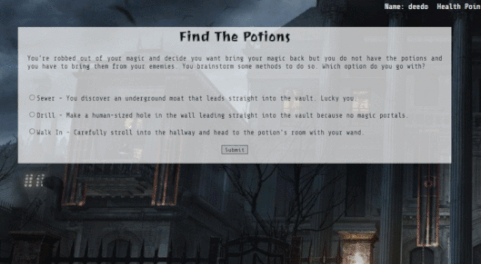 Name: deedo Health Poin
Find The Potions
You're robbed out of your magic and decide you want bring your magic back but you do not have the potions and
you have to bring them from your enemies. You brainstorm some methods to do so. Which option do you go with?
Sewer - You discover an underground moat that leads straight into the vault. Lucky you
Drill - Make a human-sized hole in the wall leading straight into the vault because no magic portals.
Walk In - Carefully stroll into the hallway and head to the potion's room with your wand.
Submit